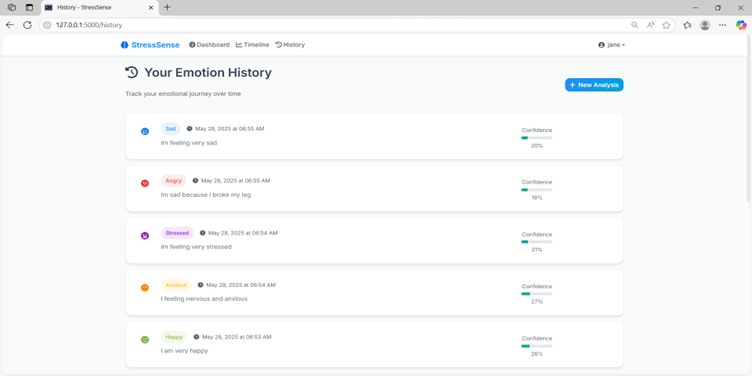 History - StressSense
127.0.0.1:5000/history
StressSense Dashboard Timeline History jane
Your Emotion History
Track your emotional journey over time
+ New Analysis
Sad May 28, 2025 at 06:55 AM
im feeling very sad
Confidence
20%
Angry May 28, 2025 at 06:55 AM
Im sad because I broke my leg
Confidence
19%
Stressed May 28, 2025 at 06:54 AM
im feeling very stressed
Confidence
21%
Anxious May 28, 2025 at 06:54 AM
i feeling nervous and anxious
Confidence
27%
Happy May 28, 2025 at 06:53 AM
I am very happy
Confidence
26%